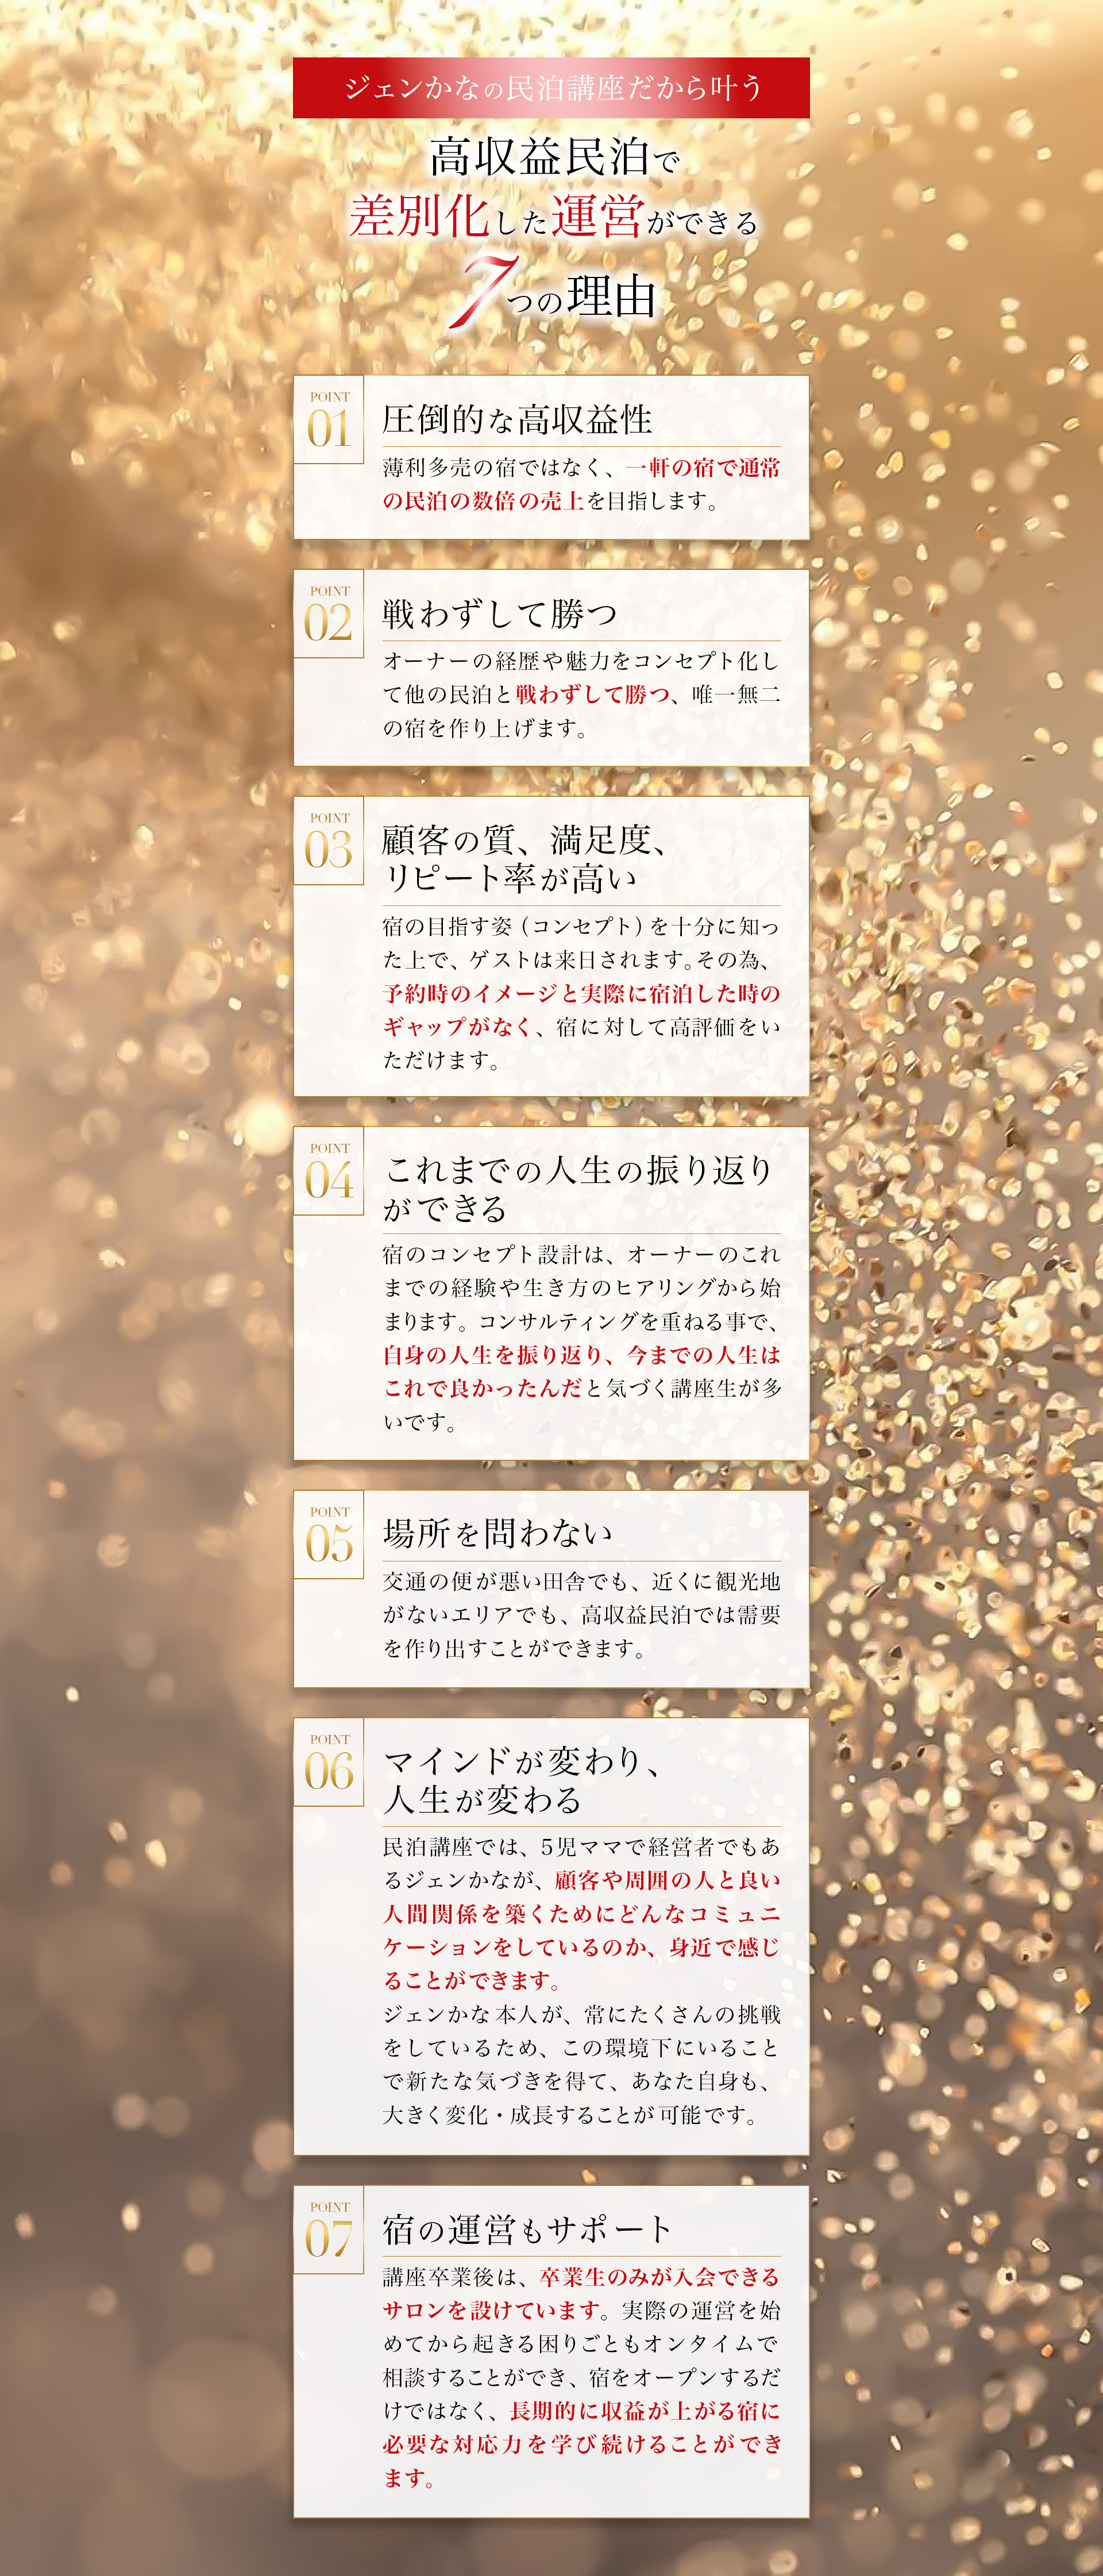 ジェンかなの民泊講座だから叶う
高収益民泊で
差別化した運営ができる
7つの理由
POINT
01
圧倒的な高収益性
薄利多売の宿ではなく、一軒の宿で通常
の民泊の数倍の売上を目指します。
POINT
02
戦わずして勝つ
オーナーの経歴や魅力をコンセプト化し
て他の民泊と戦わずして勝つ、唯一無二
の宿を作り上げます。
POINT
03
顧客の質、満足度、
リピート率が高い
宿の目指す姿（コンセプト）を十分に知っ
た上で、ゲストは来日されます。その為、
予約時のイメージと実際に宿泊した時の
ギャップがなく、宿に対して高評価をい
ただけます。
POINT
04
これまでの人生の振り返り
ができる
宿のコンセプト設計は、オーナーのこれ
までの経験や生き方のヒアリングから始
まります。コンサルティングを重ねる事で、
自身の人生を振り返り、今までの人生は
これで良かったんだと気づく講座生が多
いです。
POINT
05
場所を問わない
交通の便が悪い田舎でも、近くに観光地
がないエリアでも、高収益民泊では需要
を作り出すことができます。
POINT
06
マインドが変わり、
人生が変わる
民泊講座では、5児ママで経営者でもあ
るジェンかなが、顧客や周囲の人と良い
人間関係を築くためにどんなコミュニ
ケーションをしているのか、身近で感じ
ることができます。
ジェンかな本人が、常にたくさんの挑戦
をしているため、この環境下にいること
で新たな気づきを得て、あなた自身も、
大きく変化・成長することが可能です。
POINT
07
宿の運営もサポート
講座卒業後は、卒業生のみが入会できる
サロンを設けています。実際の運営を始
めてから起きる困りごともオンタイムで
相談することができ、宿をオープンするだ
けではなく、長期的に収益が上がる宿に
必要な対応力を学び続けることができ
ます。